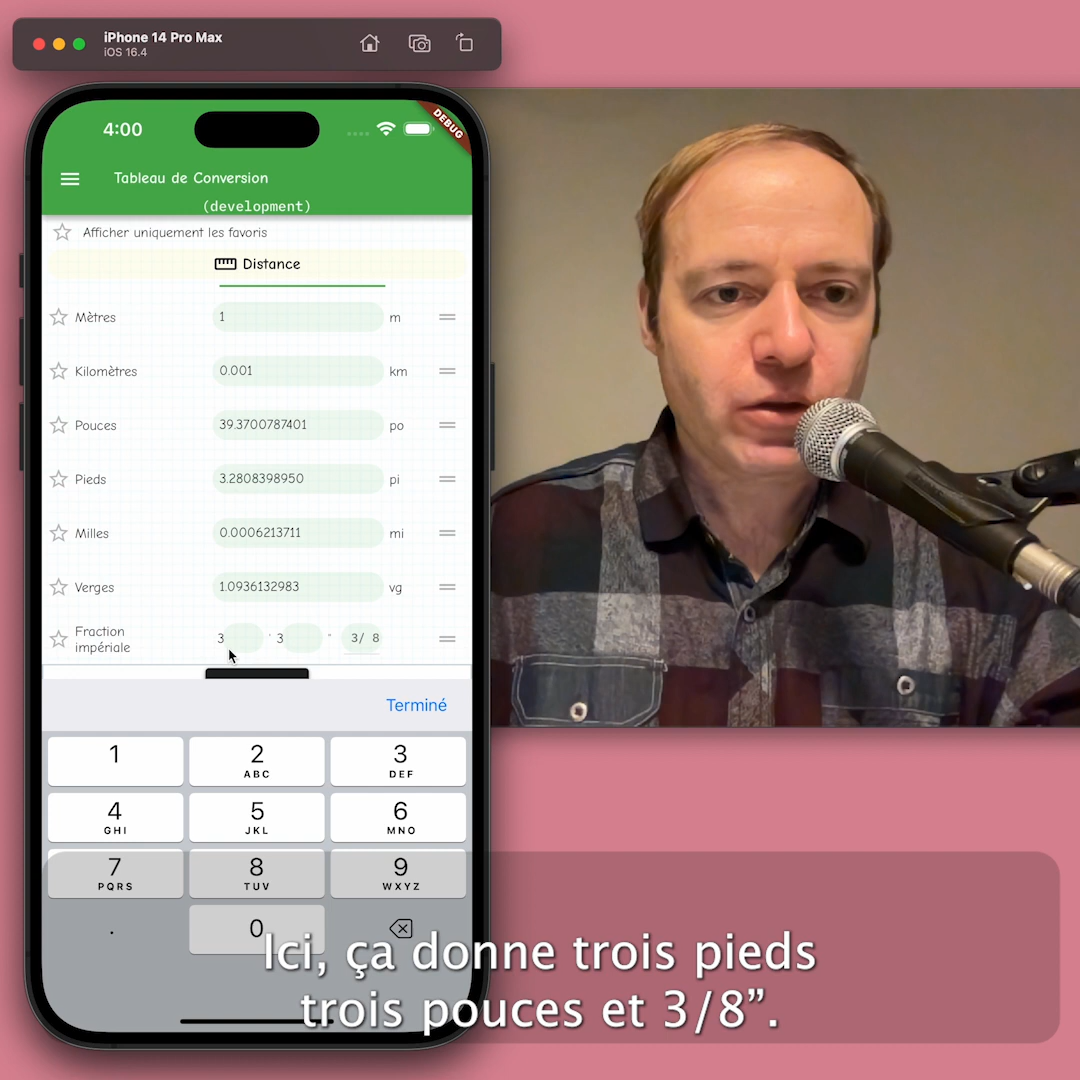 iPhone 14 Pro Max
iOS 16.4
4:00
DEBUG
Tableau de Conversion
(development)
Afficher uniquement les favoris
Distance
Mètres 1 m
Kilomètres 0.001 km
Pouces 39.3700787401 po
Pieds 3.2808398950 pi
Milles 0.0006213711 mi
Verges 1.0936132983 vg
Fraction
impériale 3 ' 3 " 3/ 8
Terminé
1 2 3
ABC DEF
4 5 6
GHI JKL MNO
7 8 9
PQRS TUV WXYZ
. 0
Ici, ça donne trois pieds
trois pouces et 3/8”.